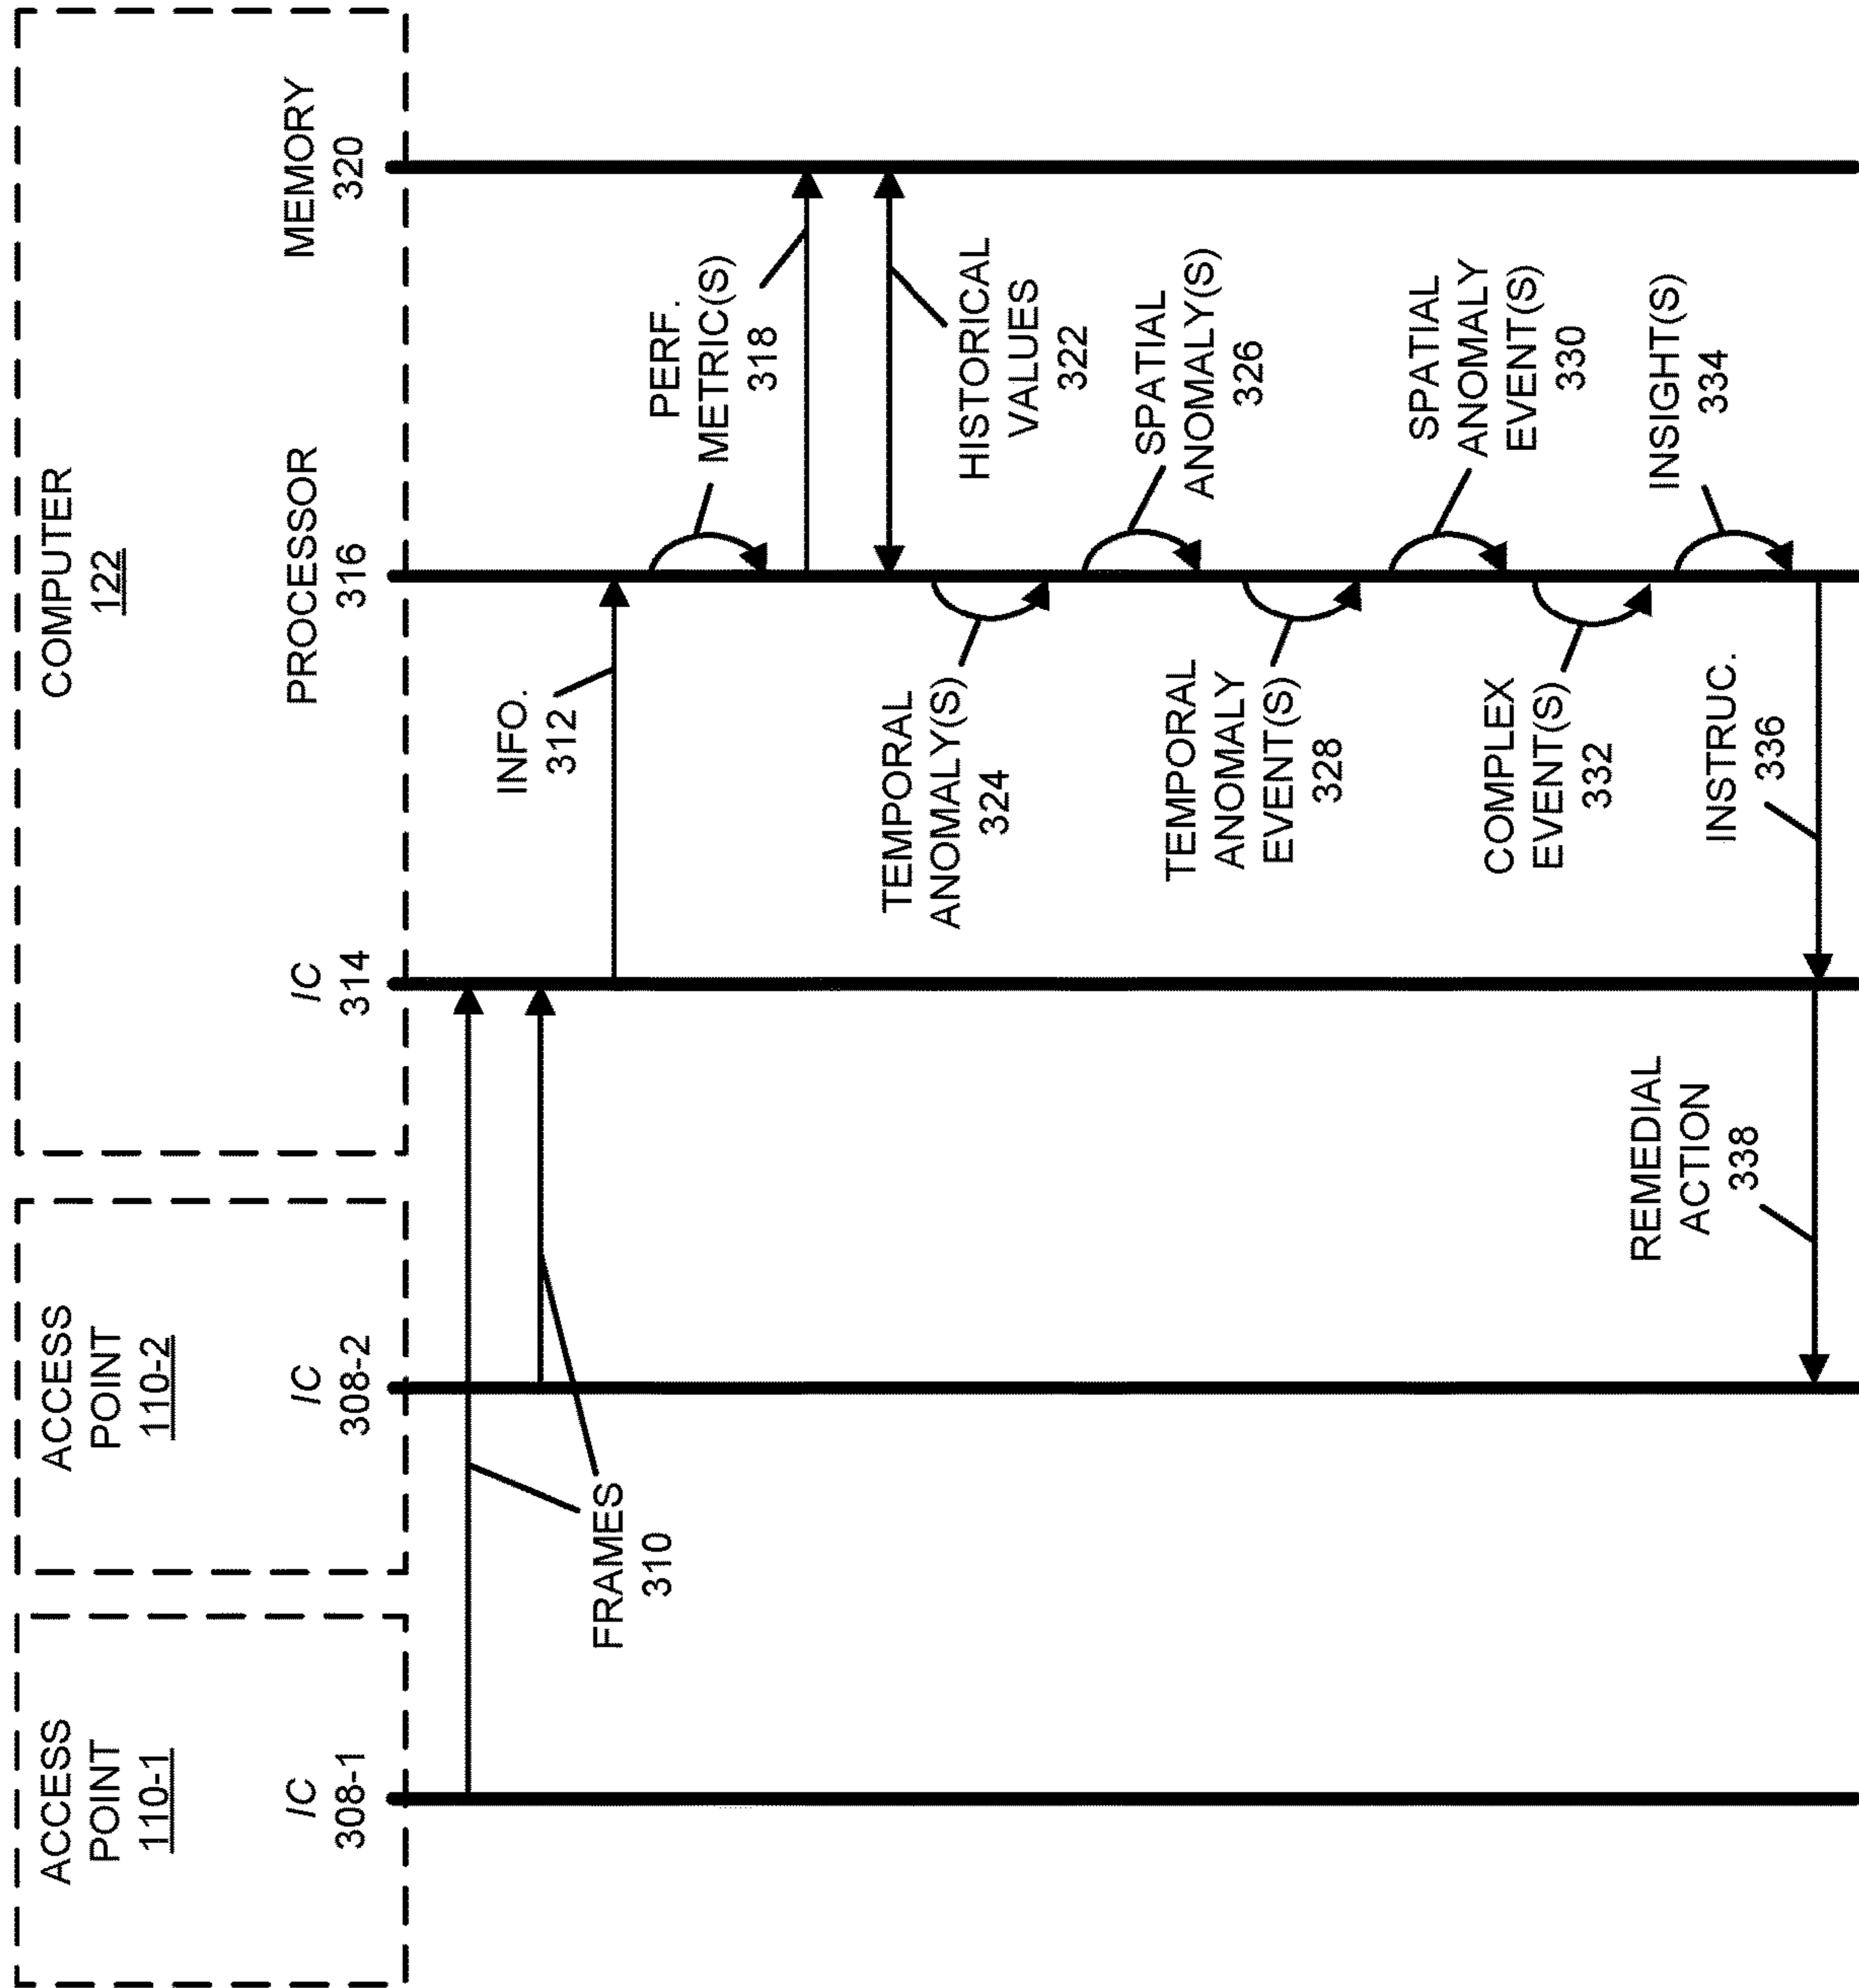 ACCESS
POINT
110-1
IC
308-1
ACCESS
POINT
110-2
IC
308-2
COMPUTER
122
IC
314
PROCESSOR
316
MEMORY
320
FRAMES
310
INFO.
312
PERF.
METRIC(S)
318
HISTORICAL
VALUES
322
TEMPORAL
ANOMALY(S)
324
SPATIAL
ANOMALY(S)
326
TEMPORAL
ANOMALY
EVENT(S)
328
SPATIAL
ANOMALY
EVENT(S)
330
COMPLEX
EVENT(S)
332
INSIGHT(S)
334
INSTRUC.
336
REMEDIAL
ACTION
338